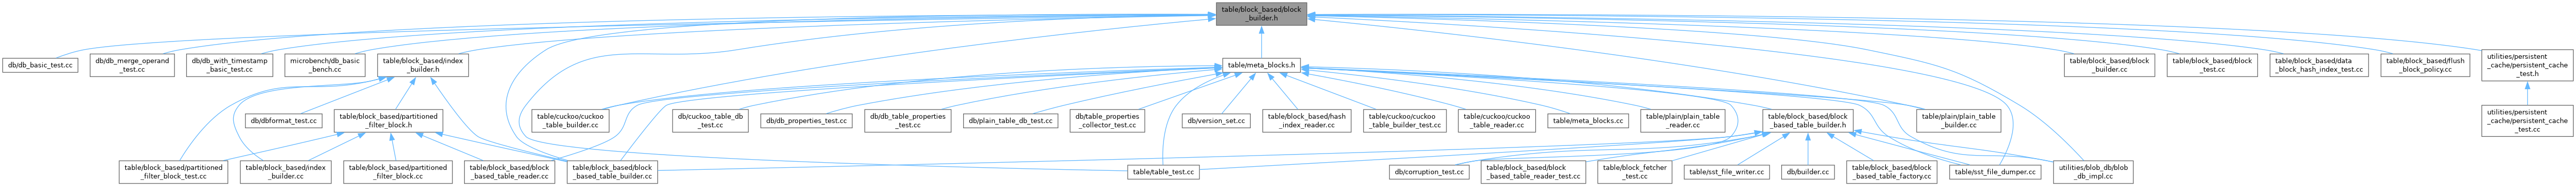 table/block_based/block
_builder.h
db/db_basic_test.cc
db/db_merge_operand
_test.cc
db/db_with_timestamp
_basic_test.cc
microbench/db_basic
_bench.cc
table/block_based/index
_builder.h
table/meta_blocks.h
table/block_based/block
_builder.cc
table/block_based/block
_test.cc
table/block_based/data
_block_hash_index_test.cc
table/block_based/flush
_block_policy.cc
utilities/persistent
_cache/persistent_cache
_test.h
db/dbformat_test.cc
table/block_based/partitioned
_filter_block.h
table/cuckoo/cuckoo
_table_builder.cc
db/cuckoo_table_db
_test.cc
db/db_properties_test.cc
db/db_table_properties
_test.cc
db/plain_table_db_test.cc
db/table_properties
_collector_test.cc
db/version_set.cc
table/block_based/hash
_index_reader.cc
table/cuckoo/cuckoo
_table_builder_test.cc
table/cuckoo/cuckoo
_table_reader.cc
table/meta_blocks.cc
table/plain/plain_table
_reader.cc
table/block_based/block
_based_table_builder.h
table/plain/plain_table
_builder.cc
utilities/persistent
_cache/persistent_cache
_test.cc
table/block_based/partitioned
_filter_block_test.cc
table/block_based/index
_builder.cc
table/block_based/partitioned
_filter_block.cc
table/block_based/block
_based_table_reader.cc
table/block_based/block
_based_table_builder.cc
table/table_test.cc
db/corruption_test.cc
table/block_based/block
_based_table_reader_test.cc
table/block_fetcher
_test.cc
table/sst_file_writer.cc
db/builder.cc
table/block_based/block
_based_table_factory.cc
table/sst_file_dumper.cc
utilities/blob_db/blob
_db_impl.cc